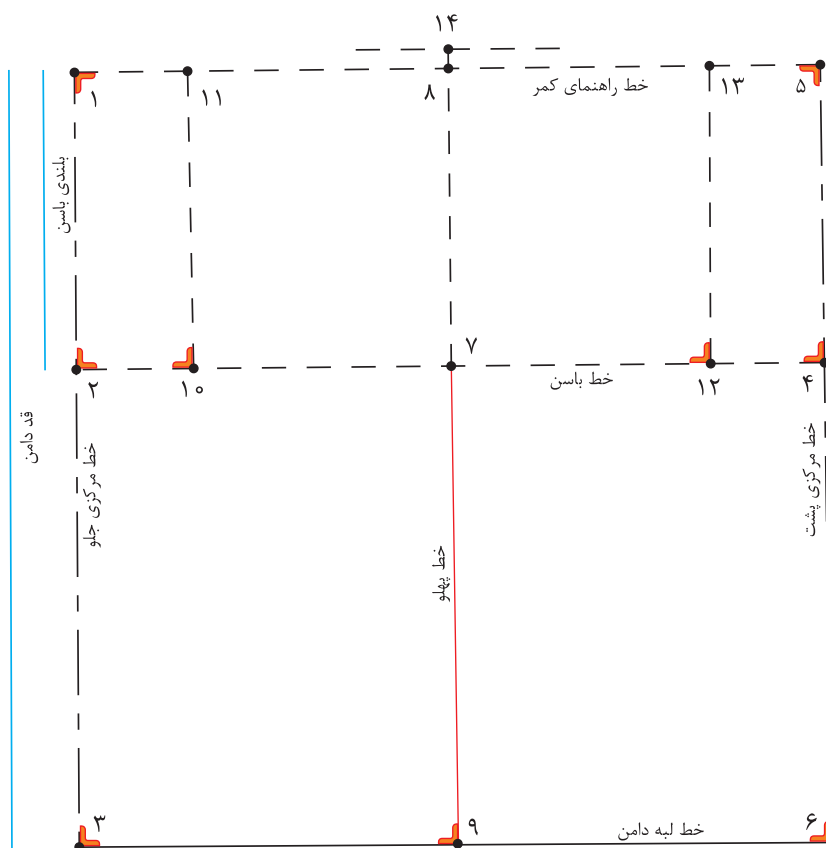 ۱۴
۱
۱۱
۸
خط راهنمای کمر
۱۳
۵
بلندی باسن
۷
۲
۱۰
خط باسن
۱۲
۴
قد دامن
خط مرکزی جلو
خط مرکزی پشت
خط پهلو
۳
۹
خط لبه دامن
۶